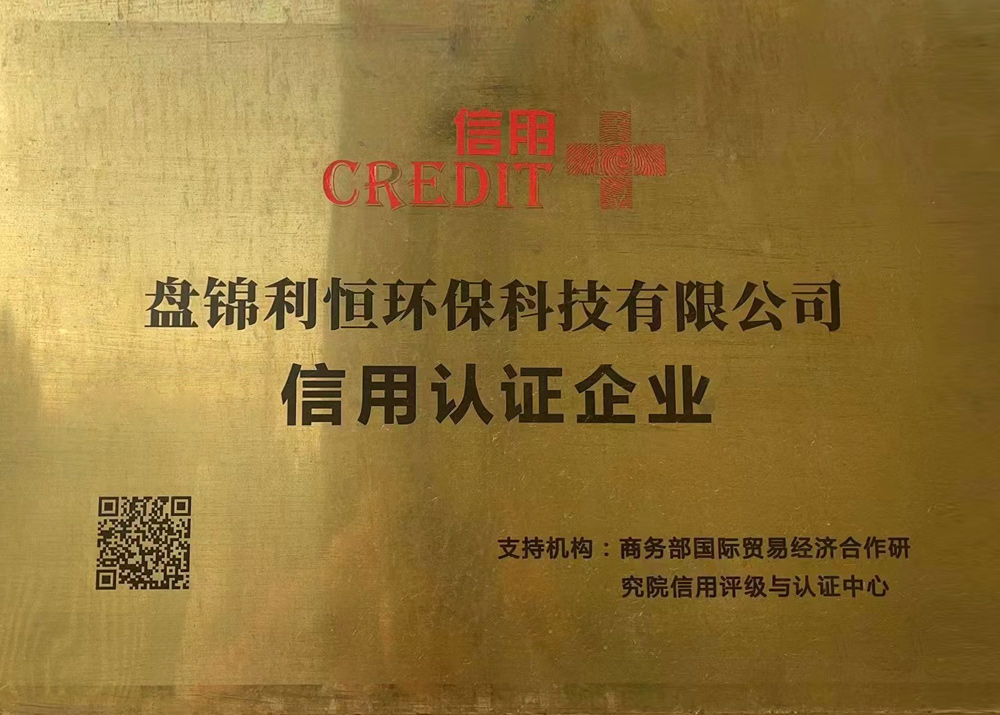 信用
CREDIT
盘锦利恒环保科技有限公司
信用认证企业
支持机构：商务部国际贸易经济合作研
究院信用评级与认证中心